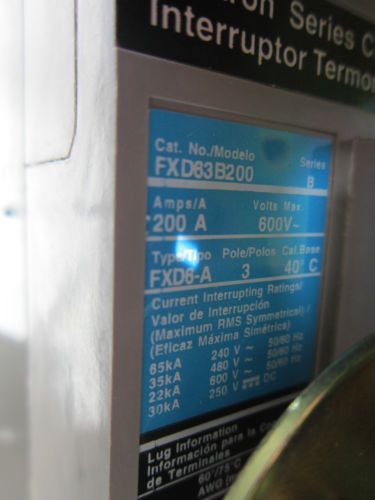 tron Series C
Interruptor Termo
Cat. No./Modelo Series
FXD63B200 B
Amps/A Volts Max.
200 A 600V~
Type/Tipo Pole/Polos Cal.Base
FXD6-A 3 40° C
Current Interrupting Ratings/
Valor de Interrupción
(Maximum RMS Symmetrical) /
(Eficaz Máxima Simétrica)
65kA 240 V ~ 50/60 Hz
35kA 480 V ~ 50/60 Hz
22kA 600 V ~ 50/60 Hz
30kA 250 V DC
Lug Information
Información para la Co
de Terminales
60°/75°C
AWG